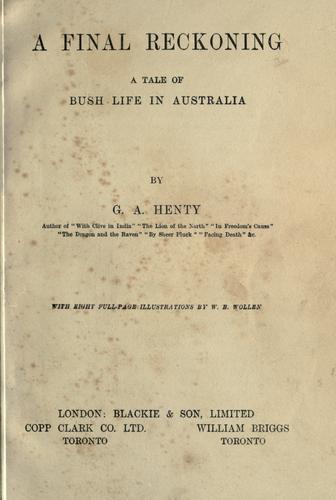 A FINAL RECKONING
A TALE OF
BUSH LIFE IN AUSTRALIA
BY
G. A. HENTY
Author of "With Clive in India" "The Lion of the North" "In Freedom's Cause"
"The Dragon and the Raven" "By Sheer Pluck" "Facing Death" &c.
WITH EIGHT FULL-PAGE ILLUSTRATIONS BY W. B. WOLLEN
LONDON: BLACKIE & SON, LIMITED
COPP CLARK CO. LTD. WILLIAM BRIGGS
TORONTO TORONTO